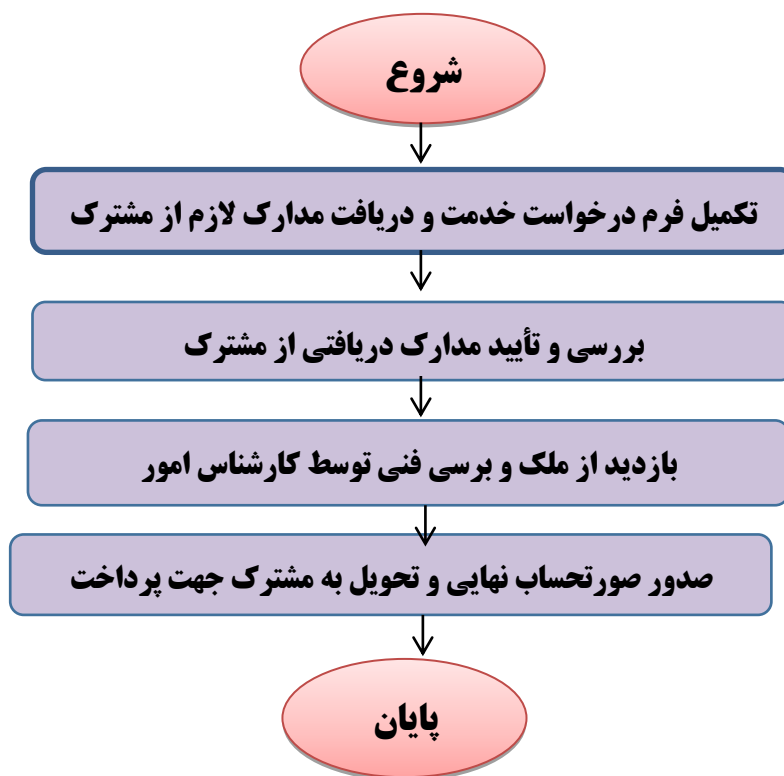 شروع
تکمیل فرم درخواست خدمت و دریافت مدارک لازم از مشترک
بررسی و تأیید مدارک دریافتی از مشترک
بازدید از ملک و برسی فنی توسط کارشناس امور
صدور صورتحساب نهایی و تحویل به مشترک جهت پرداخت
پایان